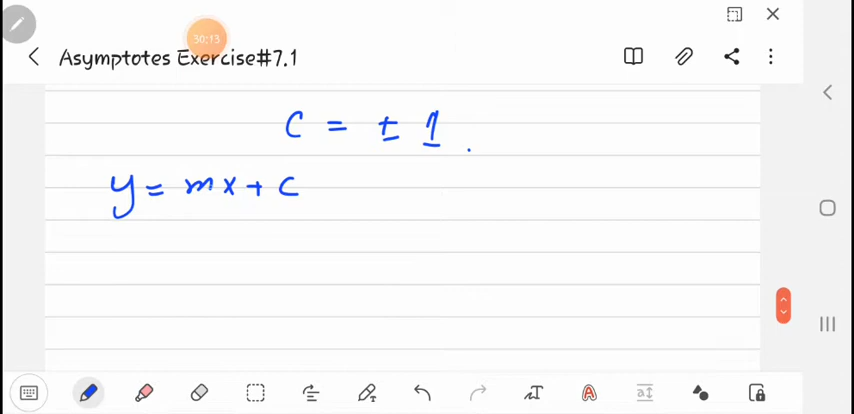 30:13
Asymptotes Exercise#7.1
C = ± 1.
y = mx + c